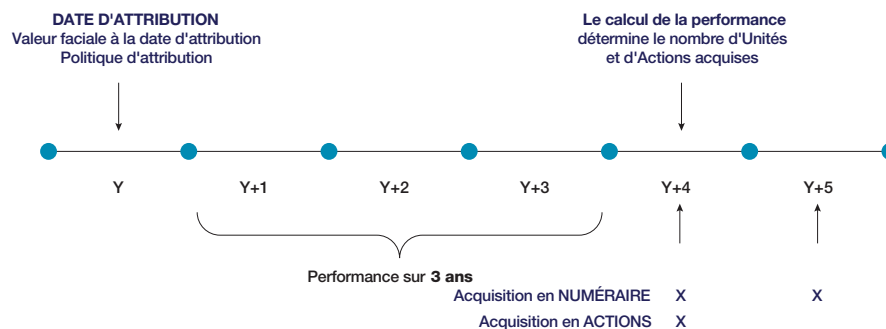 DATE D'ATTRIBUTION
Valeur faciale à la date d'attribution
Politique d'attribution
Le calcul de la performance
détermine le nombre d'Unités
et d'Actions acquises
Y Y+1 Y+2 Y+3 Y+4 Y+5
Performance sur 3 ans
Acquisition en NUMÉRAIRE X X
Acquisition en ACTIONS X